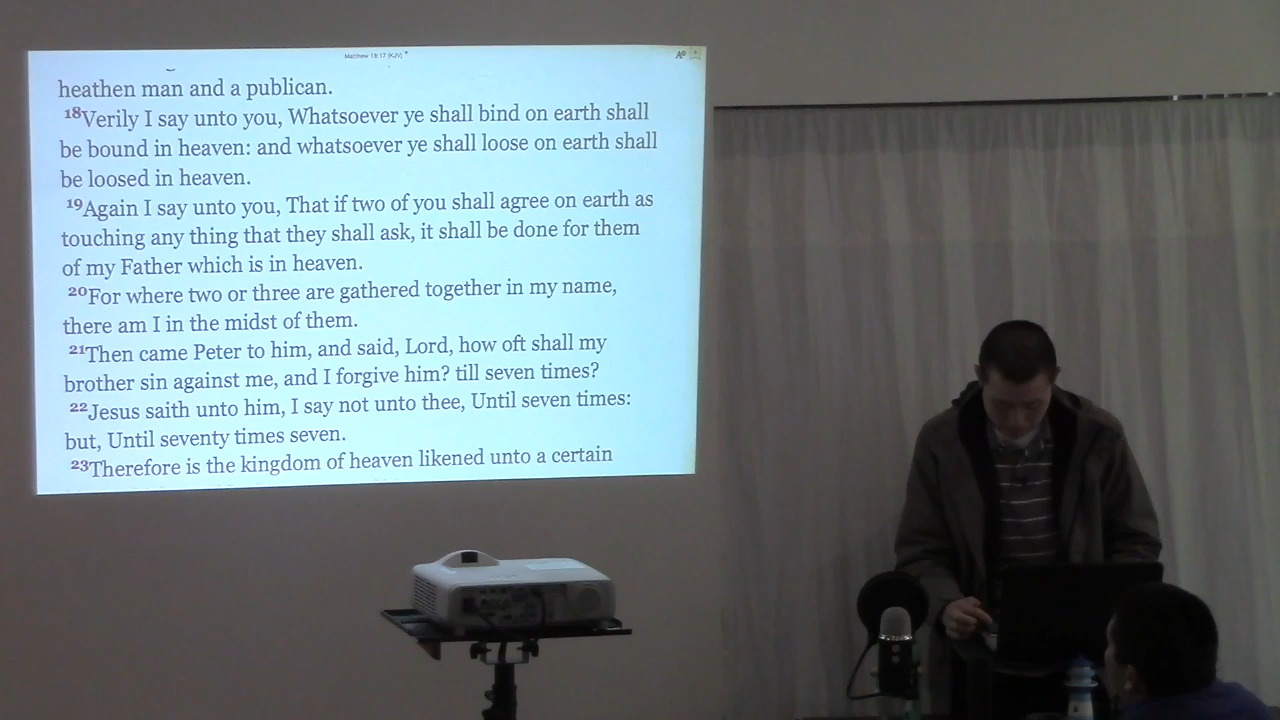 Matthew 18:17 (KJV)
heathen man and a publican.
18Verily I say unto you, Whatsoever ye shall bind on earth shall
be bound in heaven: and whatsoever ye shall loose on earth shall
be loosed in heaven.
19Again I say unto you, That if two of you shall agree on earth as
touching any thing that they shall ask, it shall be done for them
of my Father which is in heaven.
20For where two or three are gathered together in my name,
there am I in the midst of them.
21Then came Peter to him, and said, Lord, how oft shall my
brother sin against me, and I forgive him? till seven times?
22Jesus saith unto him, I say not unto thee, Until seven times:
but, Until seventy times seven.
23Therefore is the kingdom of heaven likened unto a certain